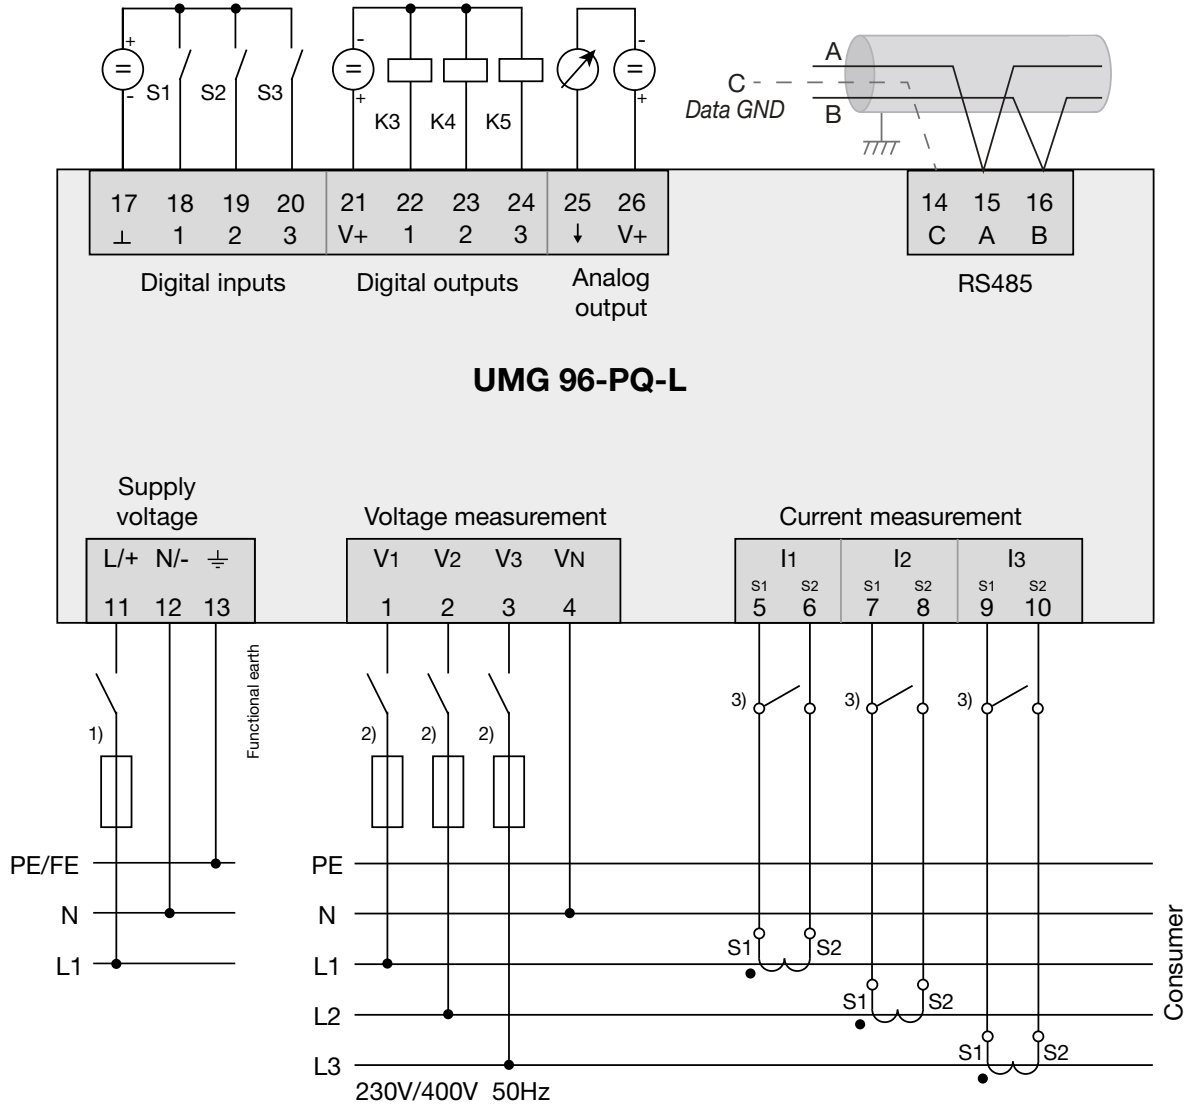 +
-
S1 S2 S3
-
+
K3 K4 K5
-
+
A
C
Data GND
B
17 18 19 20 21 22 23 24 25 26
⊥ 1 2 3 V+ 1 2 3 ↓ V+
14 15 16
C A B
Digital inputs
Digital outputs
Analog
output
RS485
UMG 96-PQ-L
Supply
voltage
Voltage measurement
Current measurement
L/+ N/- ⏚
11 12 13
V1 V2 V3 VN
1 2 3 4
I1 I2 I3
S1 S2 S1 S2 S1 S2
5 6 7 8 9 10
Functional earth
1)
2) 2) 2)
3) 3) 3)
PE/FE
N
L1
PE
N
L1
L2
L3
S1 S2
S1 S2
S1 S2
230V/400V 50Hz
Consumer